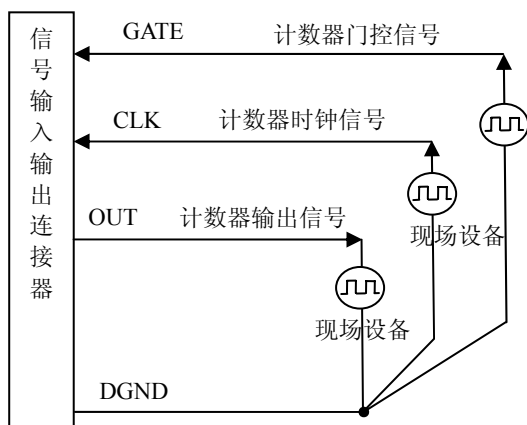 信号输入输出连接器
GATE 计数器门控信号
CLK 计数器时钟信号
OUT 计数器输出信号
现场设备
现场设备
DGND